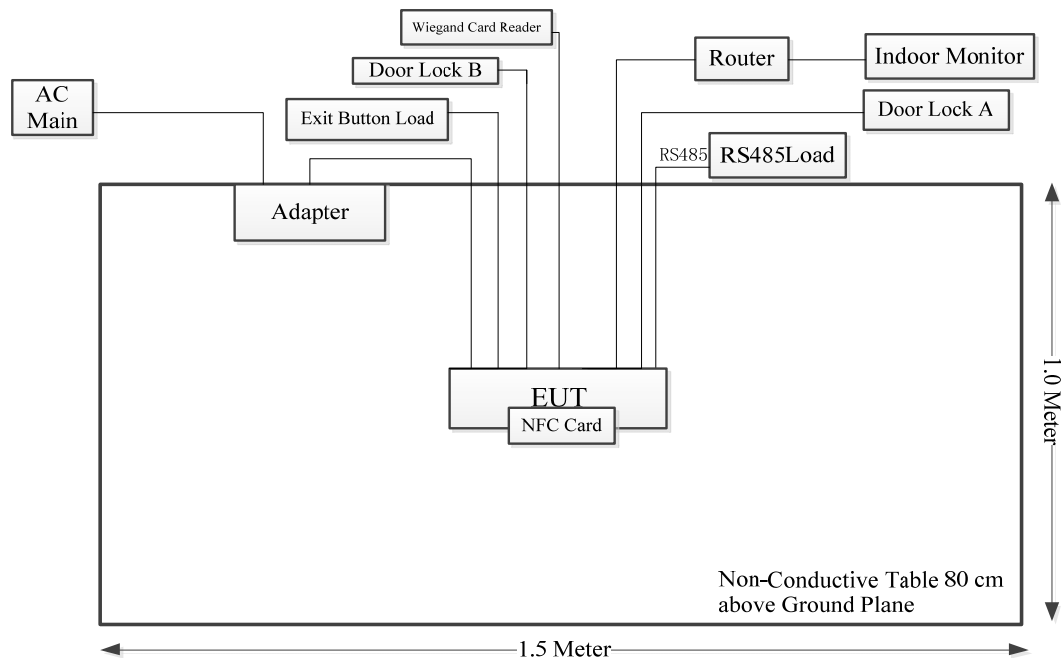 Wiegand Card Reader
Door Lock B
Router
Indoor Monitor
AC
Main
Exit Button Load
Door Lock A
RS485
RS485Load
Adapter
EUT
NFC Card
1.0 Meter
Non-Conductive Table 80 cm
above Ground Plane
1.5 Meter